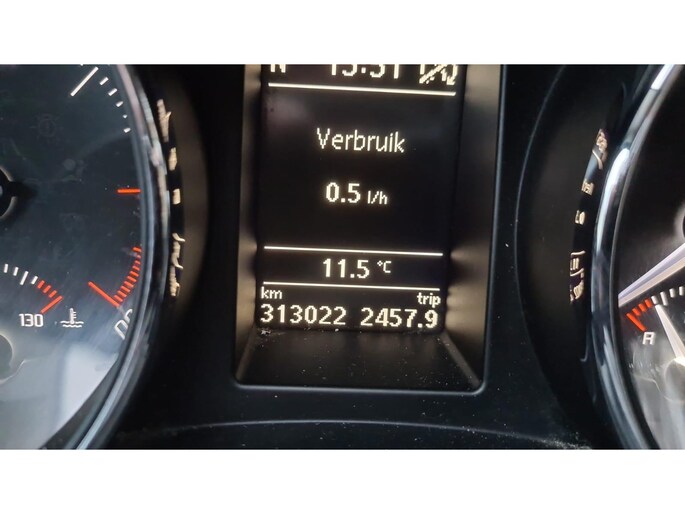 Verbruik
0.5 l/h
11.5 °C
km trip
313022 2457.9
130